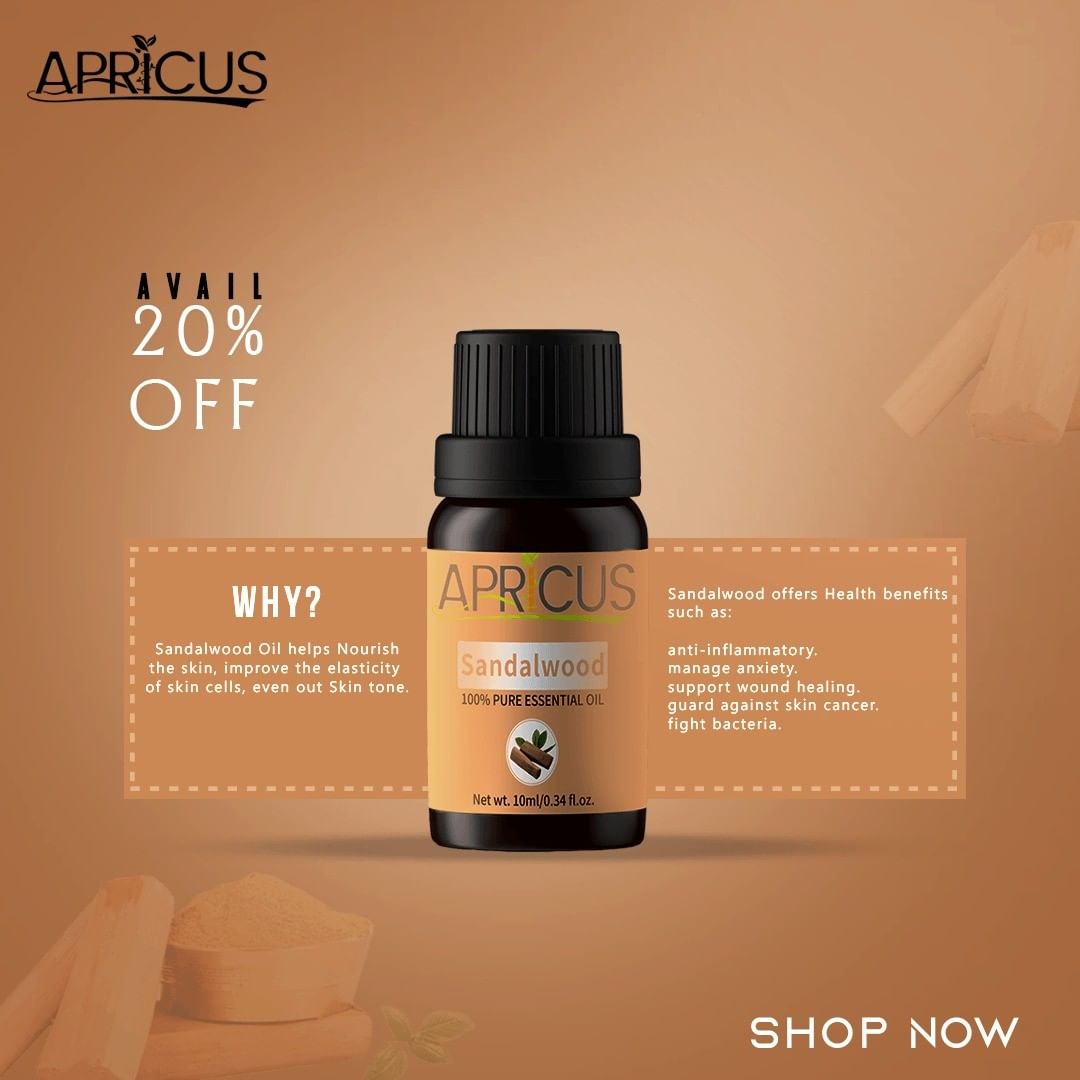 APRICUS
AVAIL
20%
OFF
WHY?
Sandalwood Oil helps Nourish
the skin, improve the elasticity
of skin cells, even out Skin tone.
APRICUS
Sandalwood
100% PURE ESSENTIAL OIL
Net wt. 10ml/0.34 fl.oz.
Sandalwood offers Health benefits
such as:
anti-inflammatory.
manage anxiety.
support wound healing.
guard against skin cancer.
fight bacteria.
SHOP NOW